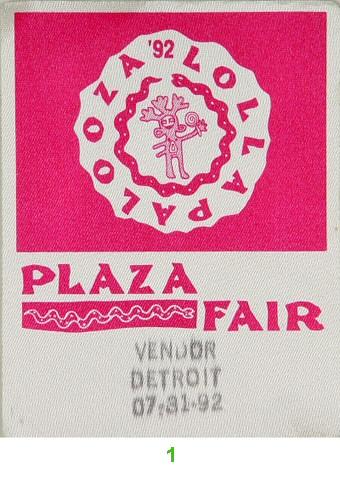 LOLLAPALOOZA '92
PLAZA
FAIR
VENDOR
DETROIT
07-31-92
1